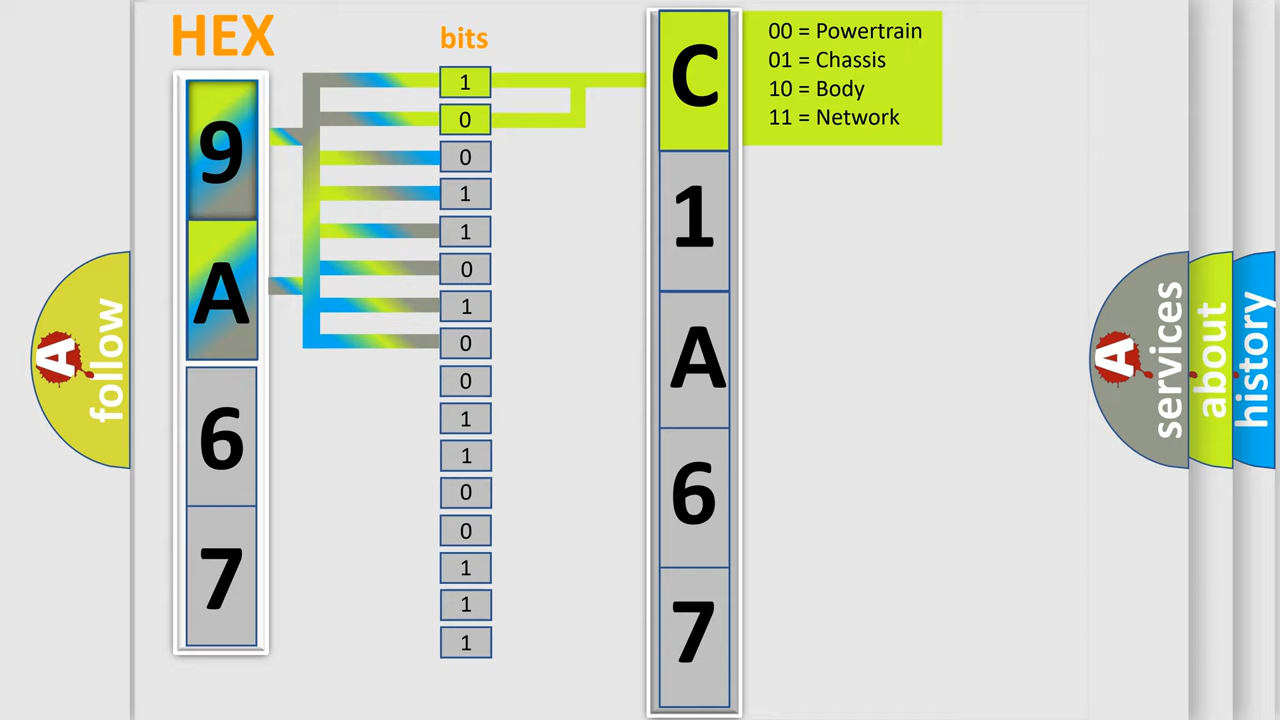 HEX
bits
9
A
6
7
1
0
0
1
1
0
1
0
0
1
1
0
0
1
1
1
C
1
A
6
7
00 = Powertrain
01 = Chassis
10 = Body
11 = Network
A
follow
A
services
about
history